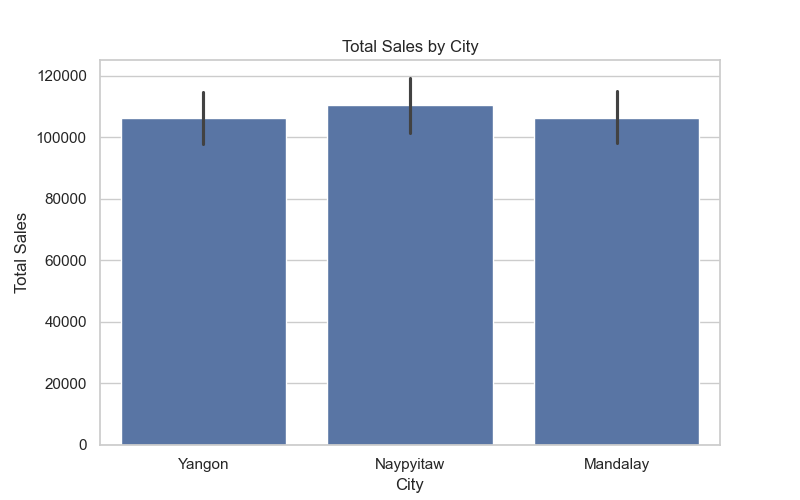 Total Sales by City
120000
100000
80000
60000
40000
20000
0
Total Sales
Yangon Naypyitaw Mandalay
City